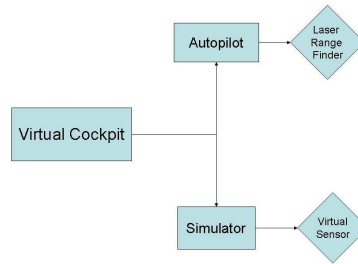 Autopilot
Laser
Range
Finder
Virtual Cockpit
Simulator
Virtual
Sensor